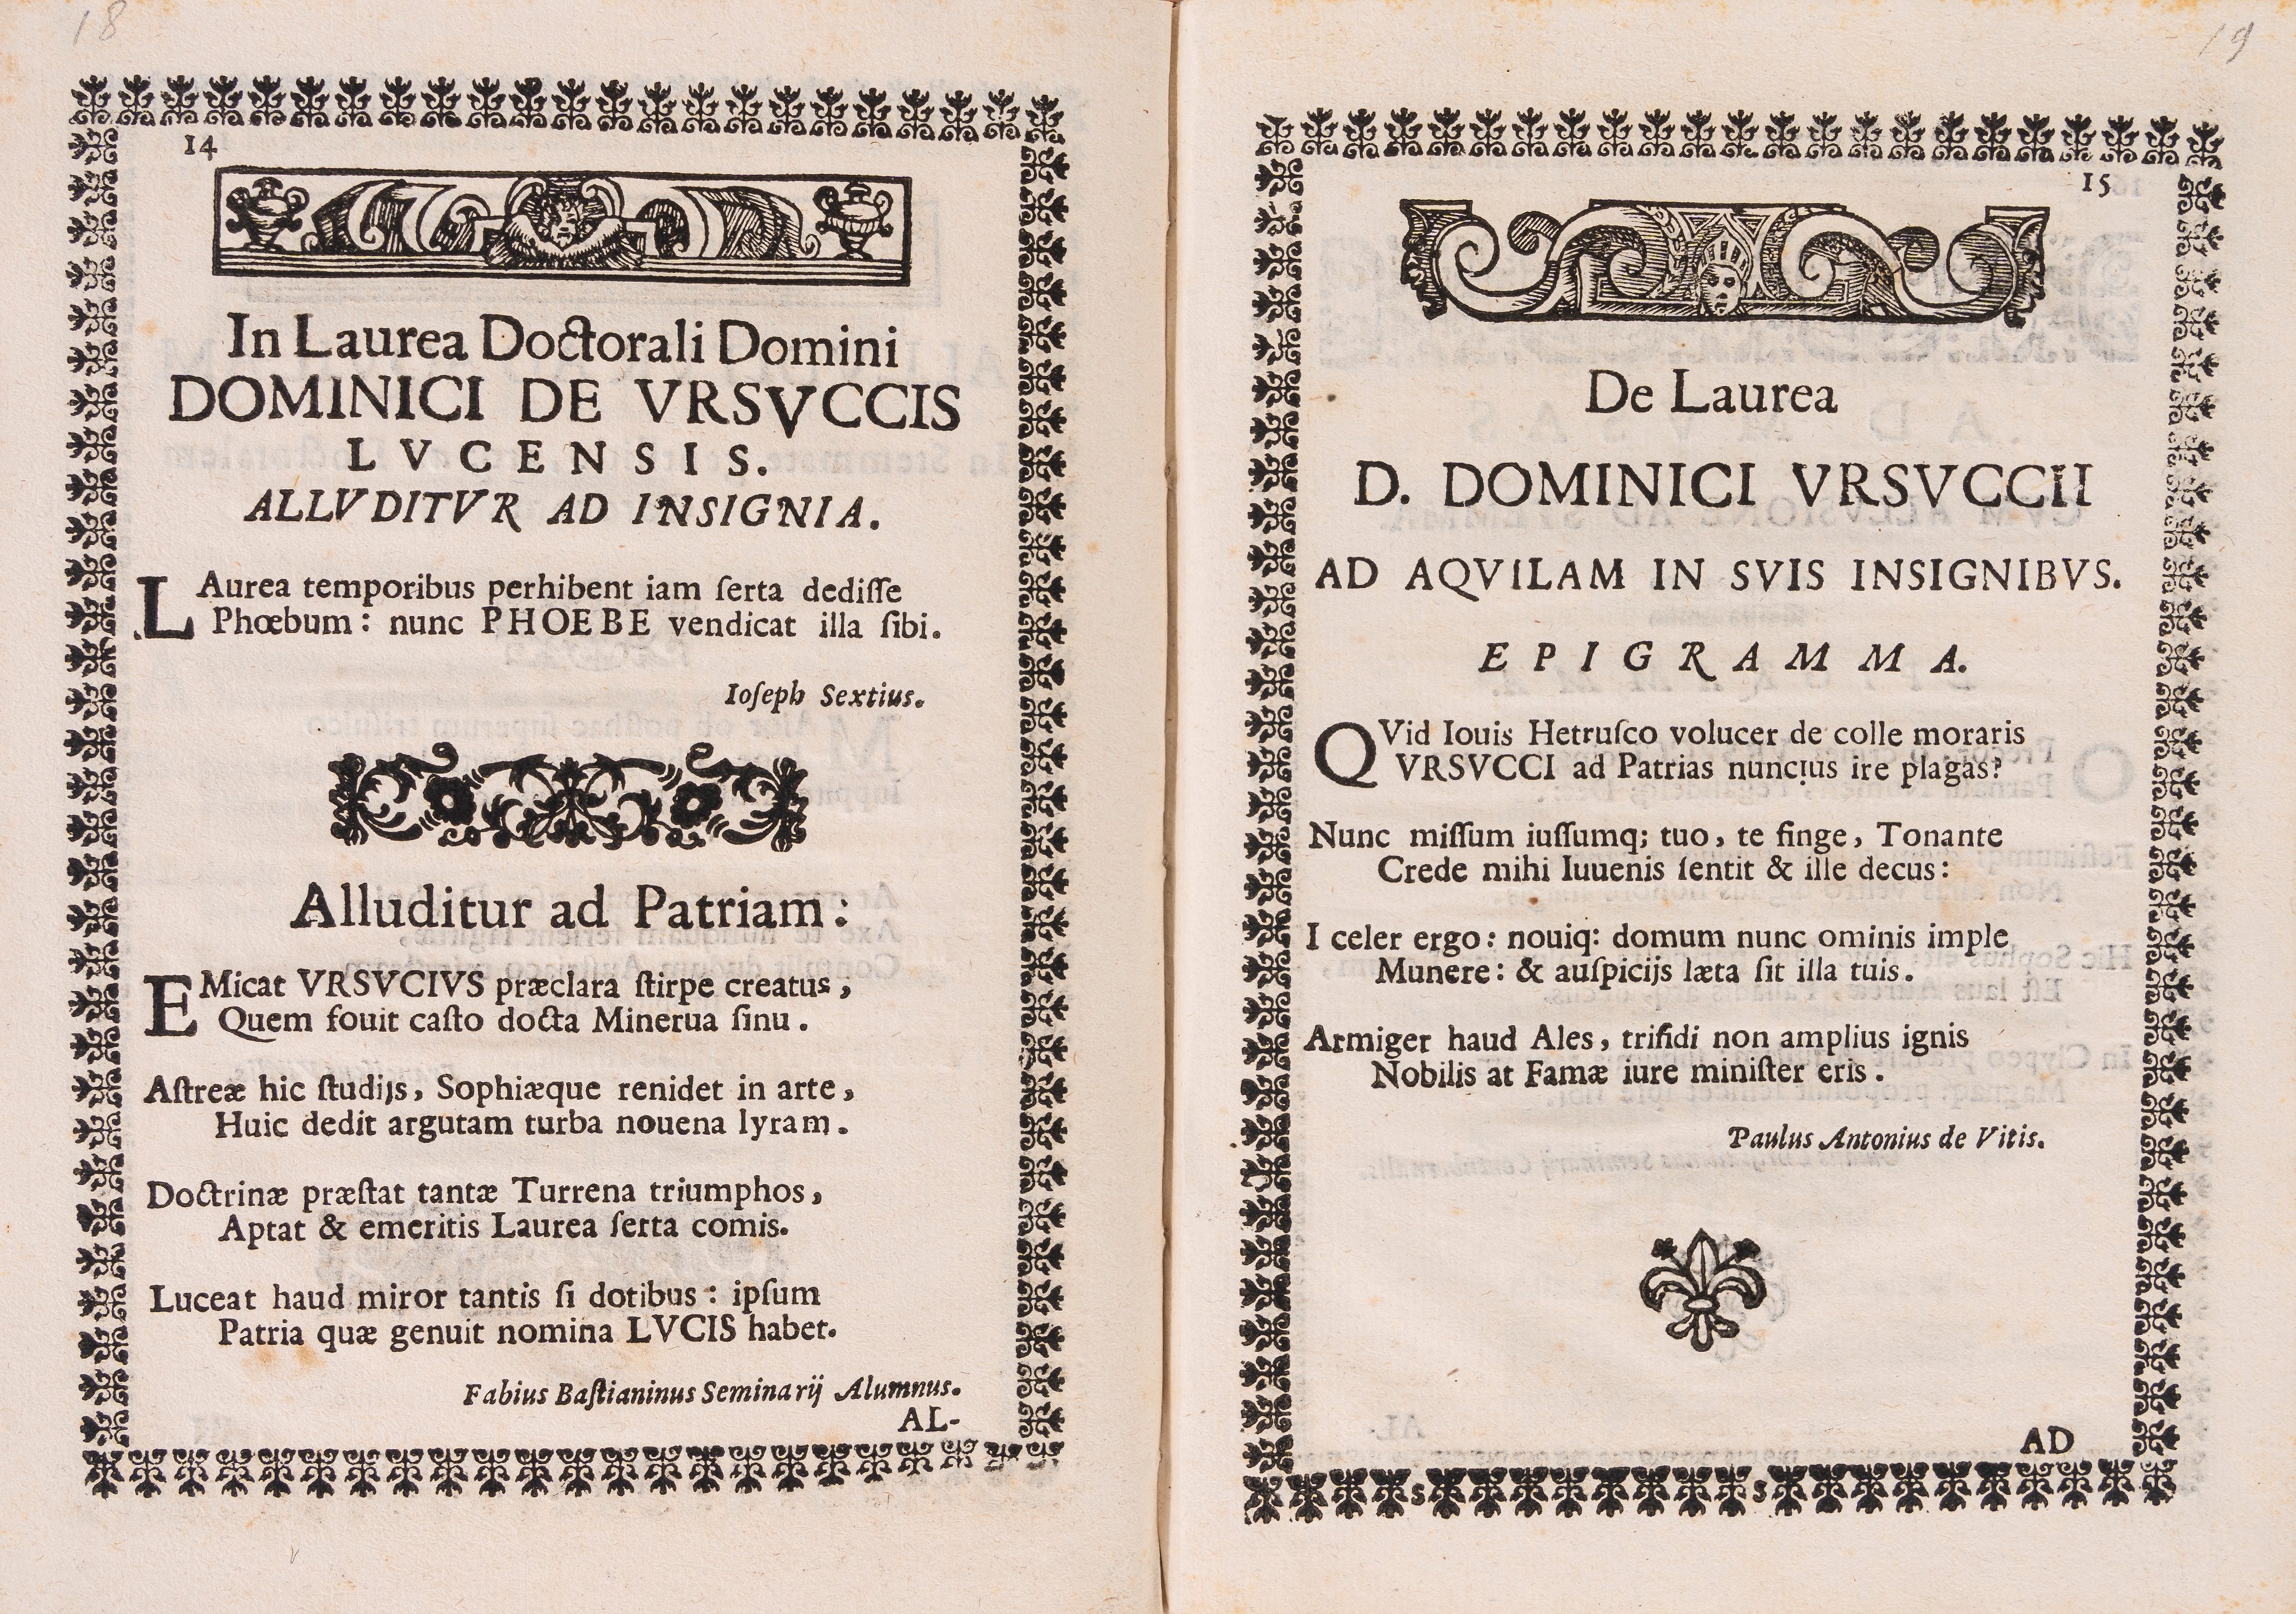 18
14
In Laurea Doctorali Domini
DOMINICI DE VRSVCCIS
LVCENSIS.
ALLVDITVR AD INSIGNIA.
LAurea temporibus perhibent iam ſerta dediſſe
Phœbum: nunc PHOEBE vendicat illa ſibi.
Ioſeph Sextius.
Alluditur ad Patriam:
EMicat VRSVCIVS præclara ſtirpe creatus,
Quem fouit caſto docta Minerua ſinu.
Aſtreæ hic ſtudijs, Sophiæque renidet in arte,
Huic dedit argutam turba nouena lyram.
Doctrinæ præſtat tantæ Turrena triumphos,
Aptat & emeritis Laurea ſerta comis.
Luceat haud miror tantis ſi dotibus: ipſum
Patria quæ genuit nomina LVCIS habet.
Fabius Baſtianinus Seminarij Alumnus.
AL-
19
15
De Laurea
D. DOMINICI VRSVCCII
AD AQVILAM IN SVIS INSIGNIBVS.
EPIGRAMMA.
QVid Iouis Hetruſco volucer de colle moraris
VRSVCCI ad Patrias nuncius ire plagas?
Nunc miſſum iuſſumq; tuo, te finge, Tonante
Crede mihi Iuuenis ſentit & ille decus:
I celer ergo: nouiq: domum nunc ominis imple
Munere: & auſpicijs læta ſit illa tuis.
Armiger haud Ales, trifidi non amplius ignis
Nobilis at Famæ iure miniſter eris.
Paulus Antonius de Vitis.
AD